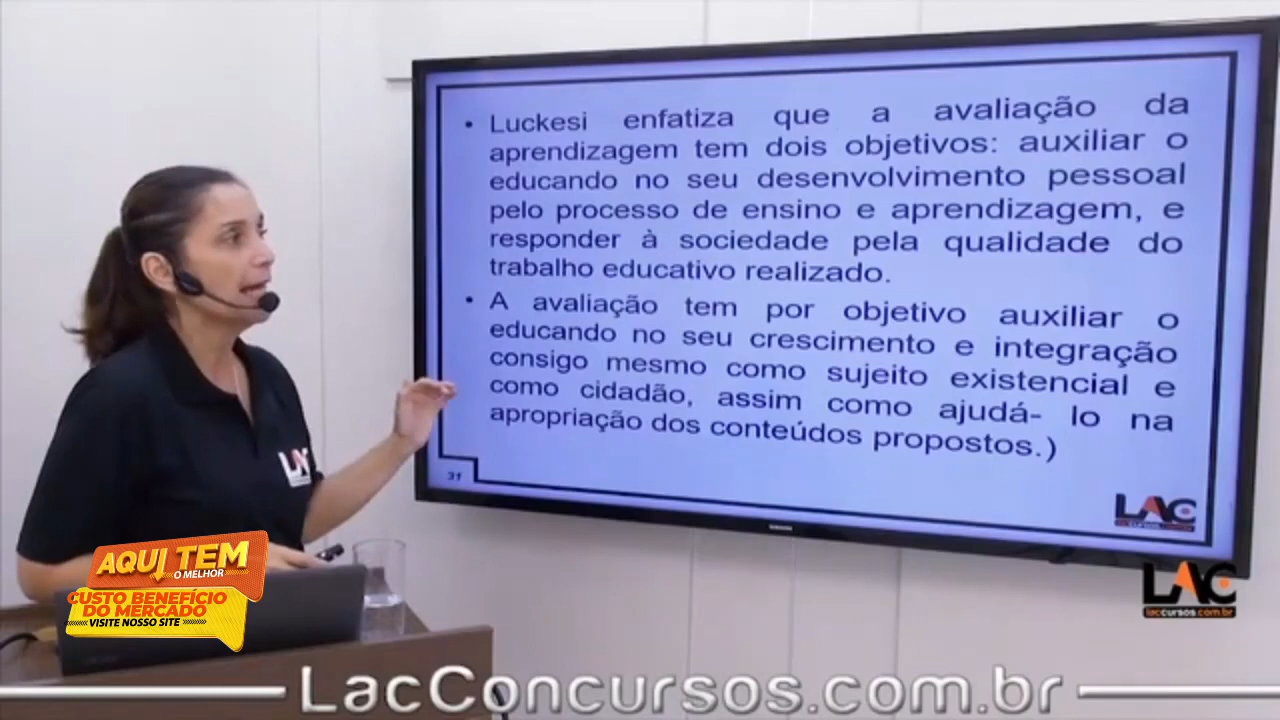 • Luckesi enfatiza que a avaliação da
aprendizagem tem dois objetivos: auxiliar o
educando no seu desenvolvimento pessoal
pelo processo de ensino e aprendizagem, e
responder à sociedade pela qualidade do
trabalho educativo realizado.
• A avaliação tem por objetivo auxiliar o
educando no seu crescimento e integração
consigo mesmo como sujeito existencial e
como cidadão, assim como ajudá- lo na
apropriação dos conteúdos propostos.)
31
LAC
SAMSUNG
LAC
LAC
laccursos.com.br
AQUI TEM
O MELHOR
CUSTO BENEFÍCIO
DO MERCADO
VISITE NOSSO SITE
LacConcursos.com.br